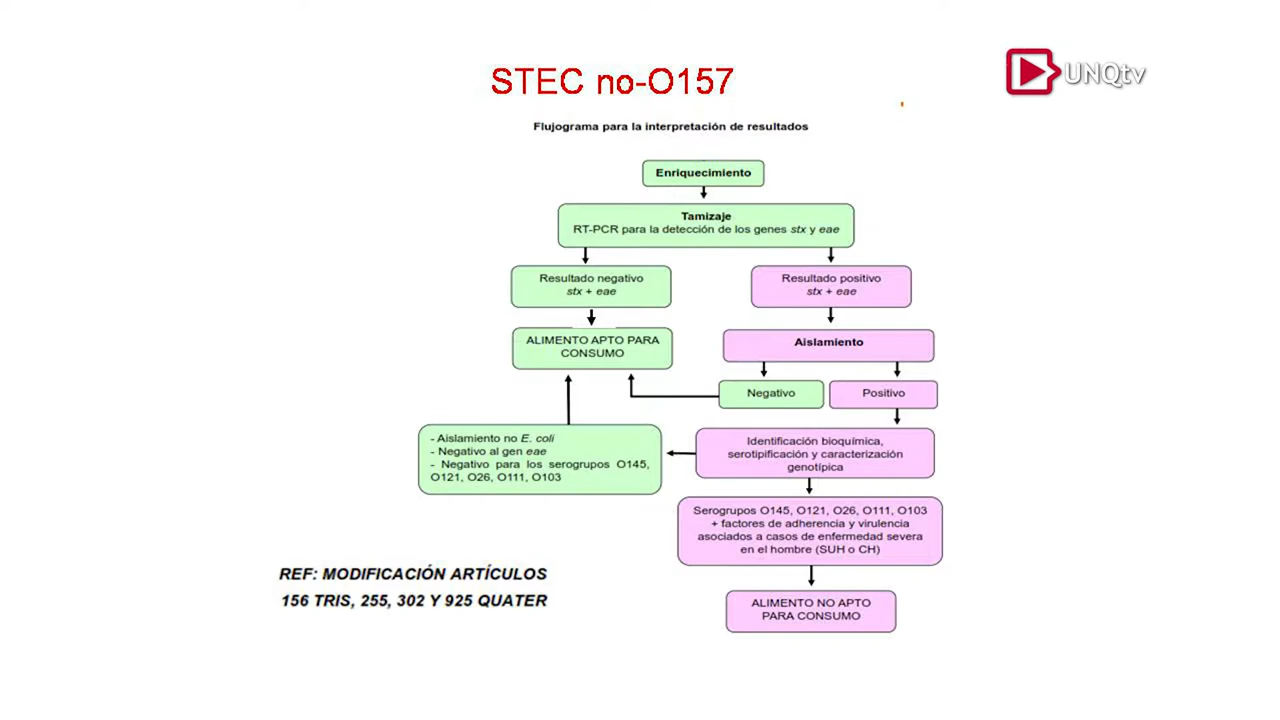 STEC no-O157
UNQtv
Flujograma para la interpretación de resultados
Enriquecimiento
Tamizaje
RT-PCR para la detección de los genes stx y eae
Resultado negativo
stx + eae
Resultado positivo
stx + eae
ALIMENTO APTO PARA
CONSUMO
Aislamiento
Negativo
Positivo
- Aislamiento no E. coli
- Negativo al gen eae
- Negativo para los serogrupos O145,
O121, O26, O111, O103
Identificación bioquímica,
serotipificación y caracterización
genotípica
Serogrupos O145, O121, O26, O111, O103
+ factores de adherencia y virulencia
asociados a casos de enfermedad severa
en el hombre (SUH o CH)
REF: MODIFICACIÓN ARTÍCULOS
156 TRIS, 255, 302 Y 925 QUATER
ALIMENTO NO APTO
PARA CONSUMO